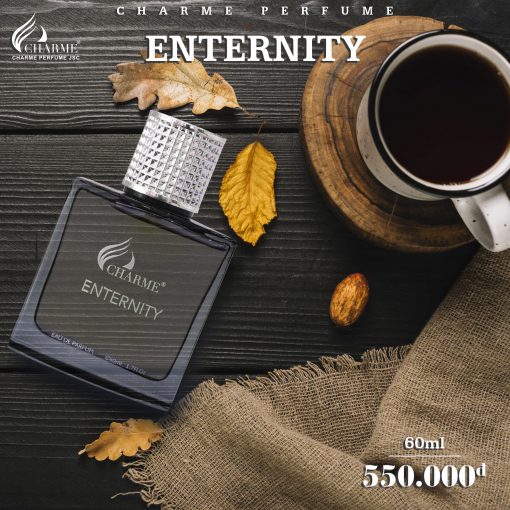 CHARME PERFUME
CHARME®
CHARME PERFUME JSC
ENTERNITY
CHARME®
ENTERNITY
EAU DE PARFUM
60ml
550.000đ